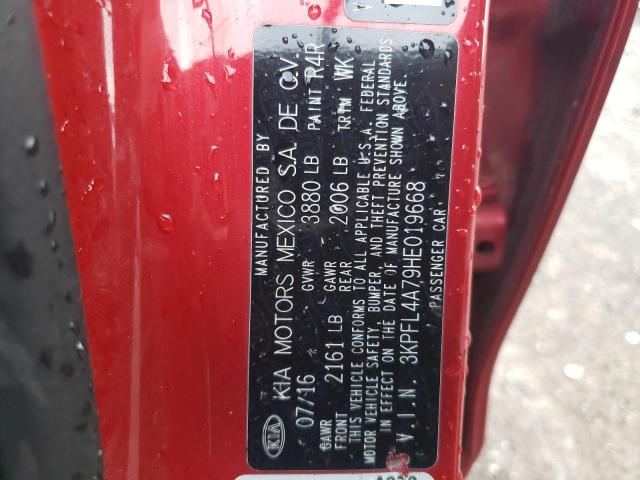 MANUFACTURED BY
KIA KIA MOTORS MEXICO S.A. DE C.V.
07/16 GVWR 3880 LB PAINT R4R
GAWR FRONT 2161 LB GAWR REAR 2006 LB TRIM WK
THIS VEHICLE CONFORMS TO ALL APPLICABLE U.S.A. FEDERAL
MOTOR VEHICLE SAFETY, BUMPER, AND THEFT PREVENTION STANDARDS
IN EFFECT ON THE DATE OF MANUFACTURE SHOWN ABOVE.
V.I.N. 3KPFL4A79HE019668
PASSENGER CAR